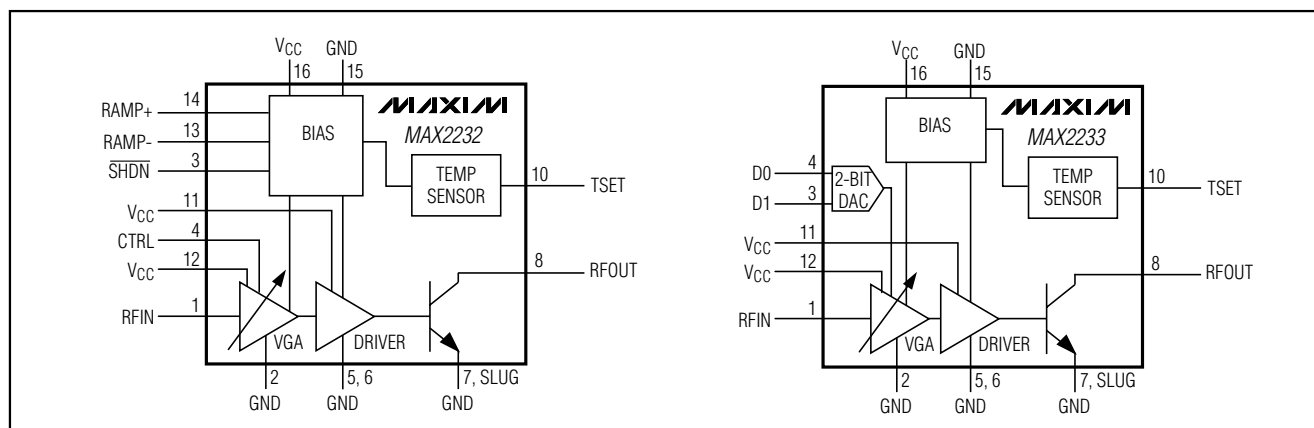 VCC GND
16 15
MAXIM
MAX2232
RAMP+ 14
RAMP- 13
SHDN 3
BIAS
TEMP
SENSOR
10 TSET
VCC 11
CTRL 4
VCC 12
RFIN 1
8 RFOUT
VGA DRIVER
2 5, 6 7, SLUG
GND GND GND
VCC GND
16 15
MAXIM
MAX2233
BIAS
D0 4
D1 3
2-BIT
DAC
TEMP
SENSOR
10 TSET
VCC 11
VCC 12
RFIN 1
8 RFOUT
VGA DRIVER
2 5, 6 7, SLUG
GND GND GND